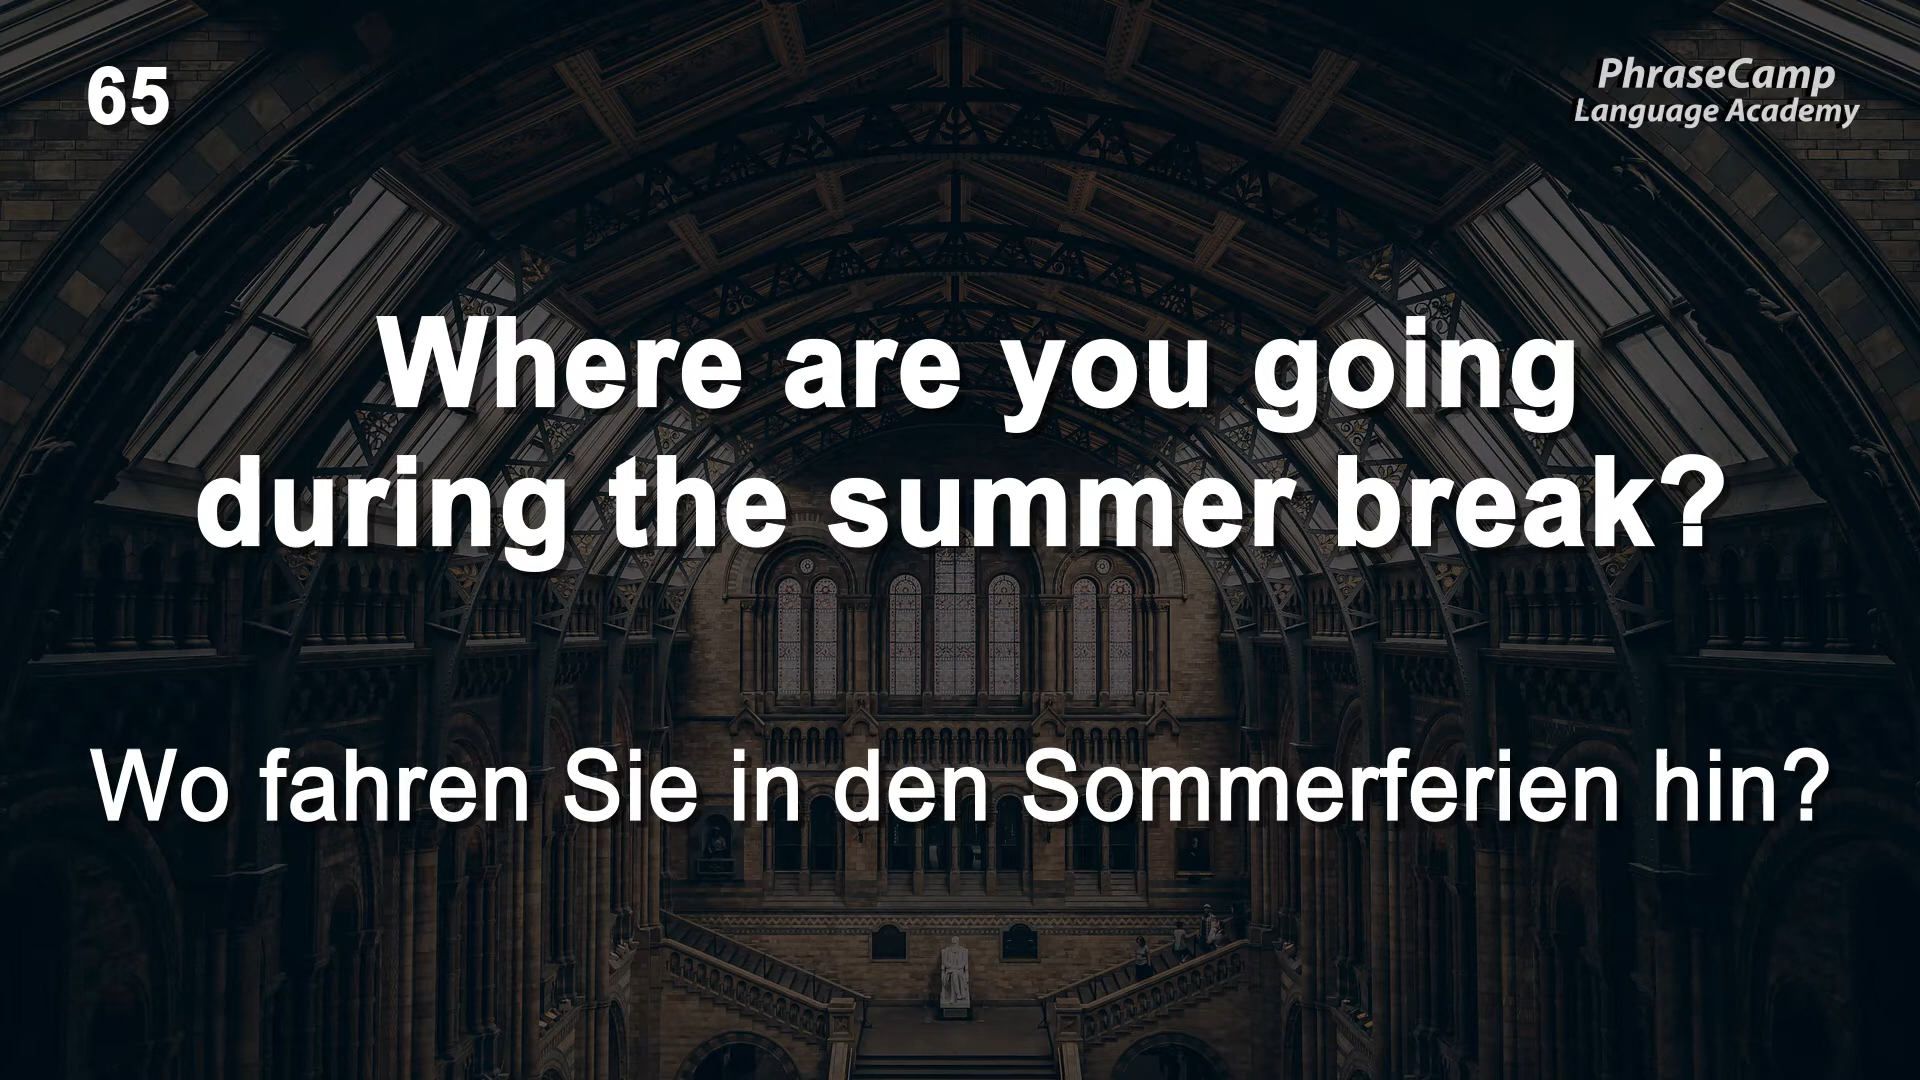 65
PhraseCamp
Language Academy
Where are you going
during the summer break?
Wo fahren Sie in den Sommerferien hin?